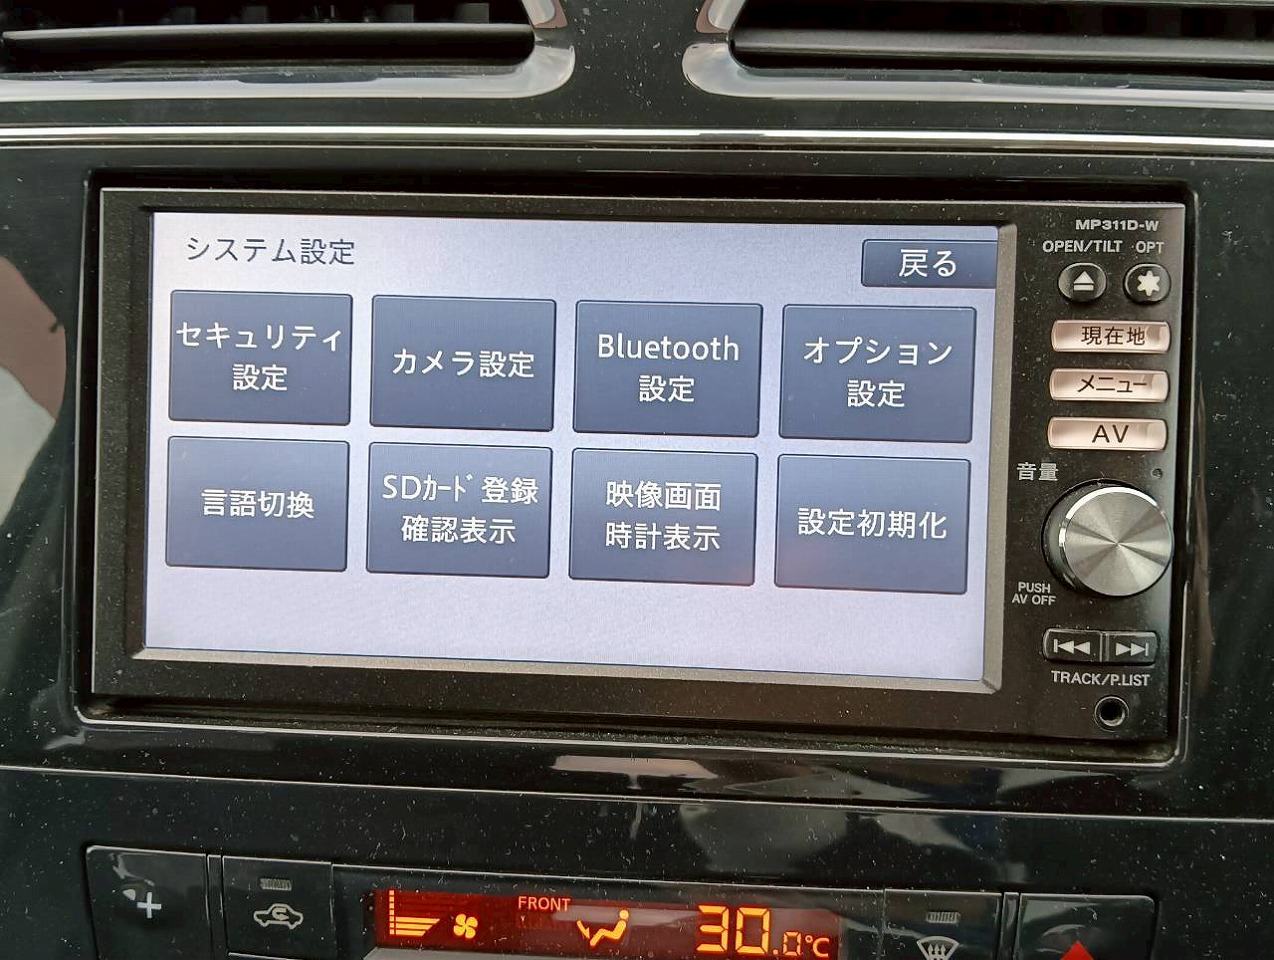 MP311D-W
OPEN/TILT OPT
システム設定
戻る
セキュリティ
設定
カメラ設定
Bluetooth
設定
オプション
設定
現在地
メニュー
AV
言語切換
SDｶｰﾄﾞ登録
確認表示
映像画面
時計表示
設定初期化
音量
PUSH
AV OFF
TRACK/P.LIST
FRONT
30.0℃